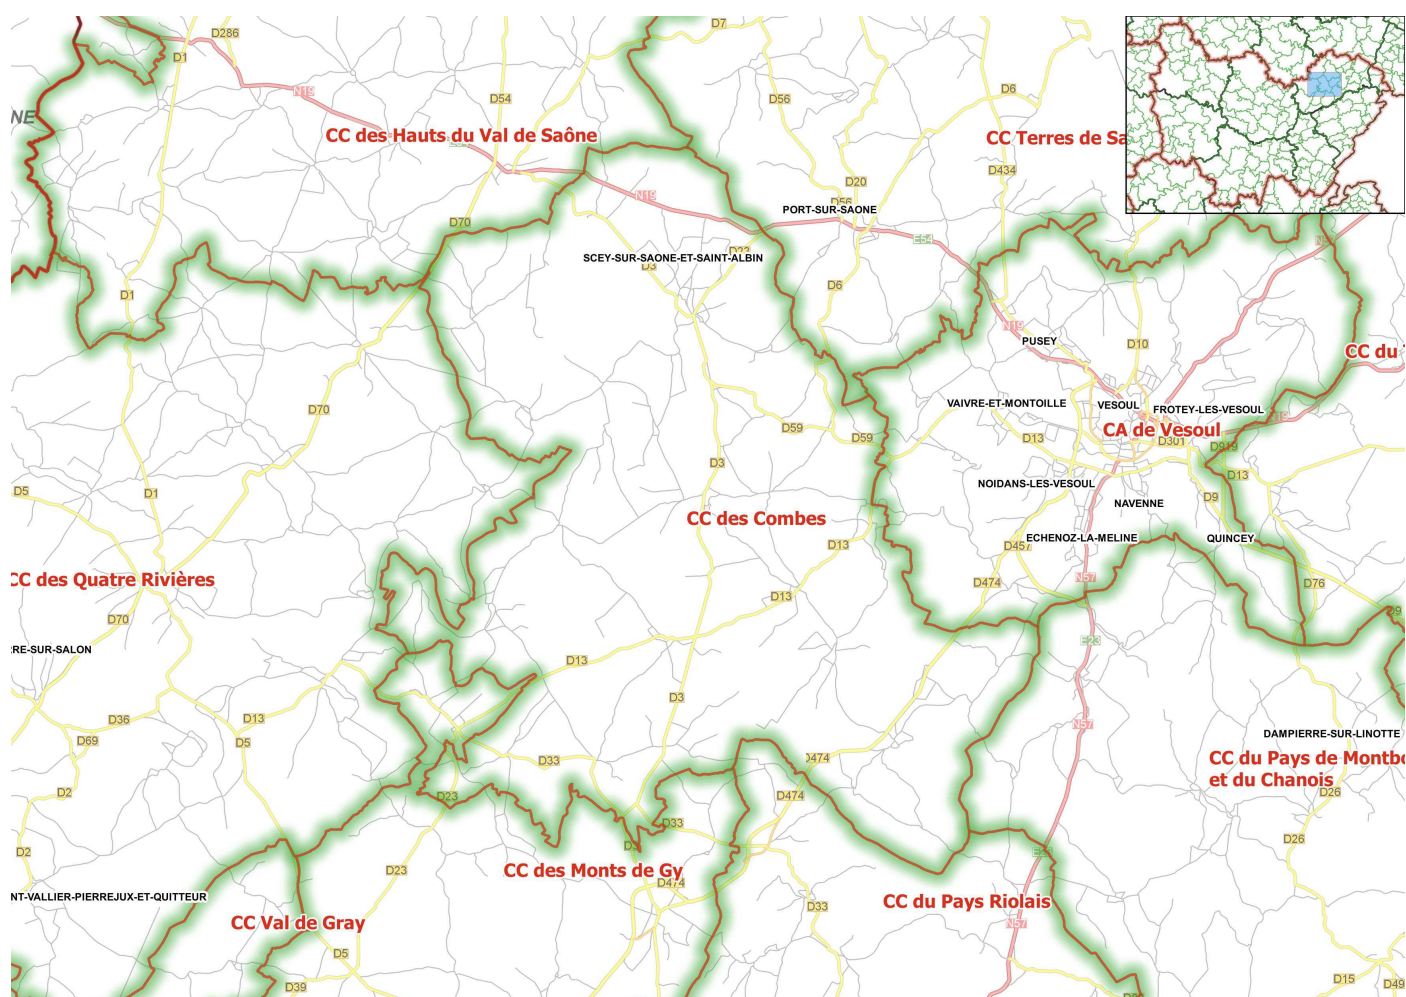 D7
D286
D1
N19
D54
D56
D6
NE
CC des Hauts du Val de Saône
CC Terres de Sa
D434
D20
D56
N19
PORT-SUR-SAONE
D70
E54
SCEY-SUR-SAONE-ET-SAINT-ALBIN
D3
D6
D1
N19
PUSEY
D10
CC du
D70
VAIVRE-ET-MONTOILLE
VESOUL
FROTEY-LES-VESOUL
CA de Vesoul
D59
D59
D13
D301
D919
D13
D3
D5
D1
NOIDANS-LES-VESOUL
D9
NAVENNE
CC des Combes
D13
D457
ECHENOZ-LA-MELINE
QUINCEY
CC des Quatre Rivières
D474
N57
D76
D13
D70
D9
E23
RRE-SUR-SALON
D13
D3
D36
D13
N57
D69
D5
DAMPIERRE-SUR-LINOTTE
D33
D474
CC du Pays de Montbo
et du Chanois
D2
D23
D474
D26
D33
D26
D2
CC des Monts de Gy
D23
D474
NT-VALLIER-PIERREJUX-ET-QUITTEUR
CC du Pays Riolais
D33
CC Val de Gray
N57
D5
D39
D15
D49